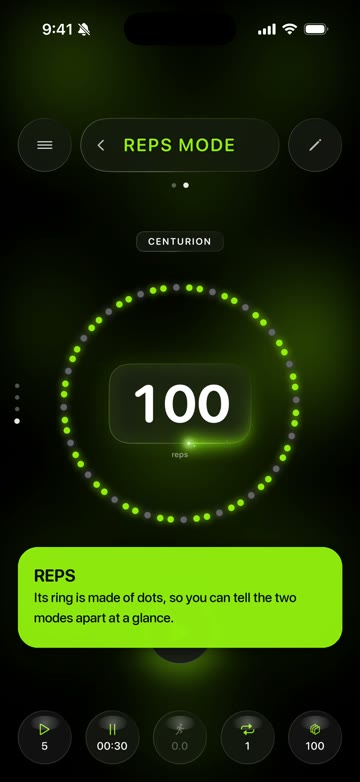 9:41
REPS MODE
CENTURION
100
reps
REPS
Its ring is made of dots, so you can tell the two
modes apart at a glance.
5
00:30
0.0
1
100